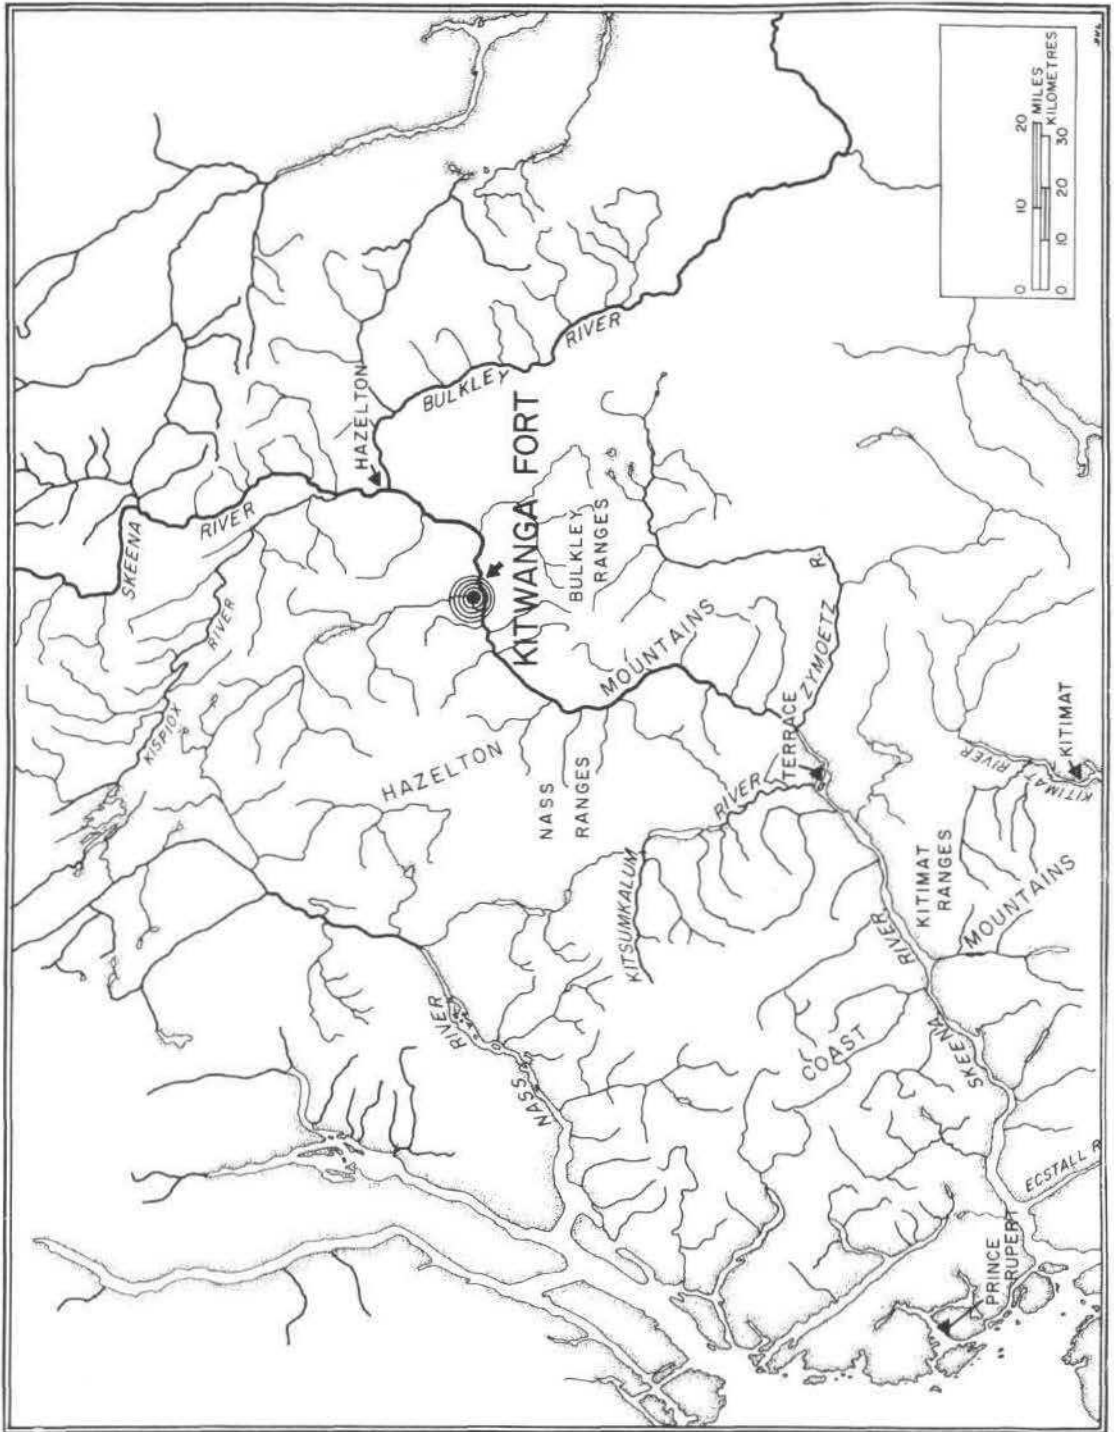 SKEENA
RIVER
KISPIOX
RIVER
HAZELTON
BULKLEY
RIVER
KITWANGA FORT
BULKLEY
RANGES
HAZELTON
MOUNTAINS
NASS
RANGES
ZYMOETZ
R.
TERRACE
KITSUMKALUM
RIVER
KITIMAT
RIVER
KITIMAT
KITIMAT
RANGES
COAST
MOUNTAINS
NASS
RIVER
SKEENA
RIVER
ECSTALL R
PRINCE
RUPERT
0 10 20
MILES
KILOMETRES
0 10 20 30